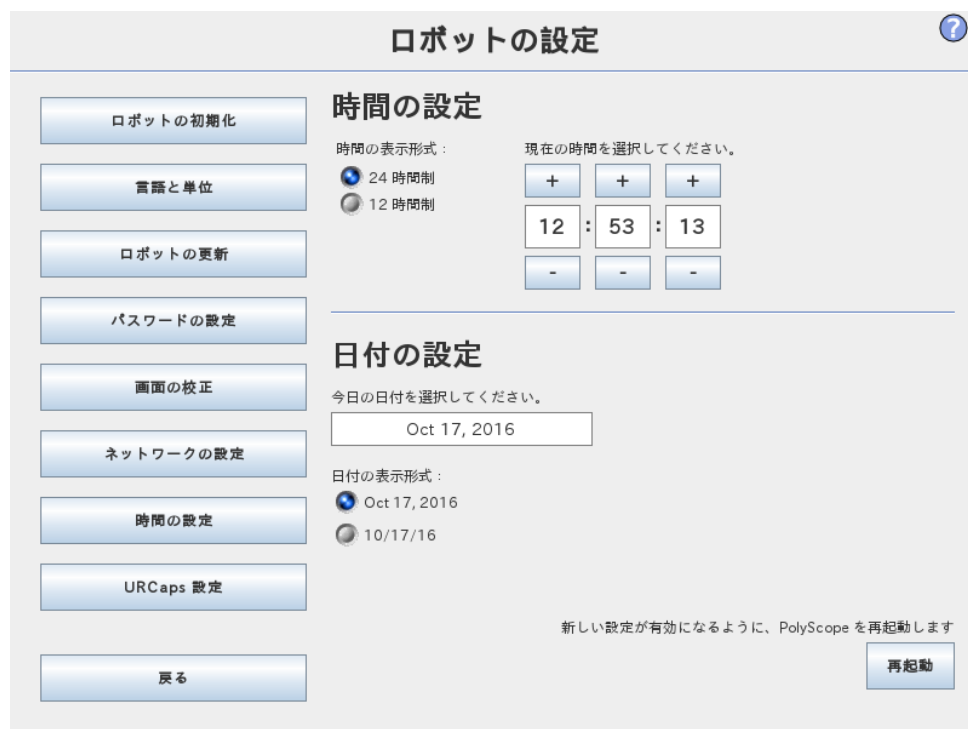 ロボットの設定
?
ロボットの初期化
言語と単位
ロボットの更新
パスワードの設定
画面の校正
ネットワークの設定
時間の設定
URCaps 設定
戻る
時間の設定
時間の表示形式:
24 時間制
12 時間制
現在の時間を選択してください。
+ + +
12 : 53 : 13
- - -
日付の設定
今日の日付を選択してください。
Oct 17, 2016
日付の表示形式:
Oct 17, 2016
10/17/16
新しい設定が有効になるように、PolyScope を再起動します
再起動